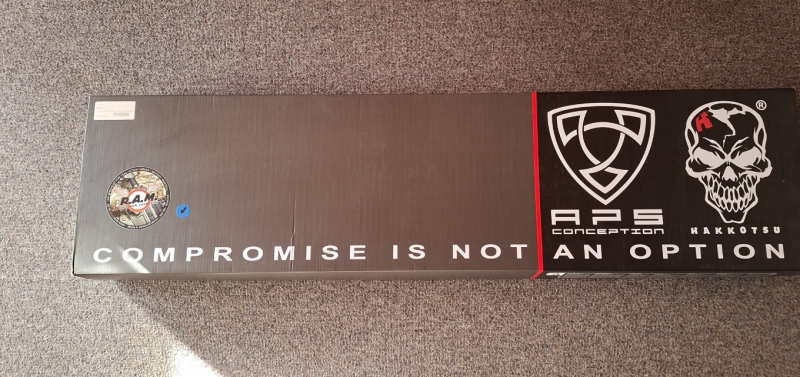 R.A.M.
®
APS
CONCEPTION
HAKKOTSU
COMPROMISE IS NOT AN OPTION